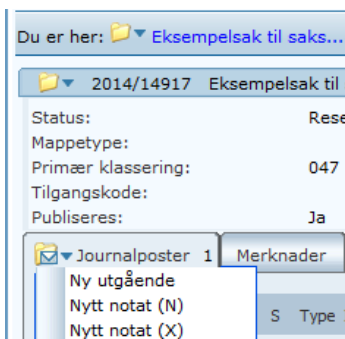 Du er her: Eksempelsak til saks...
2014/14917 Eksempelsak til
Status:
Mappetype:
Primær klassering: 047
Tilgangskode:
Publiseres: Ja
Journalposter 1 Merknader
Ny utgående
Nytt notat (N) S Type
Nytt notat (X)